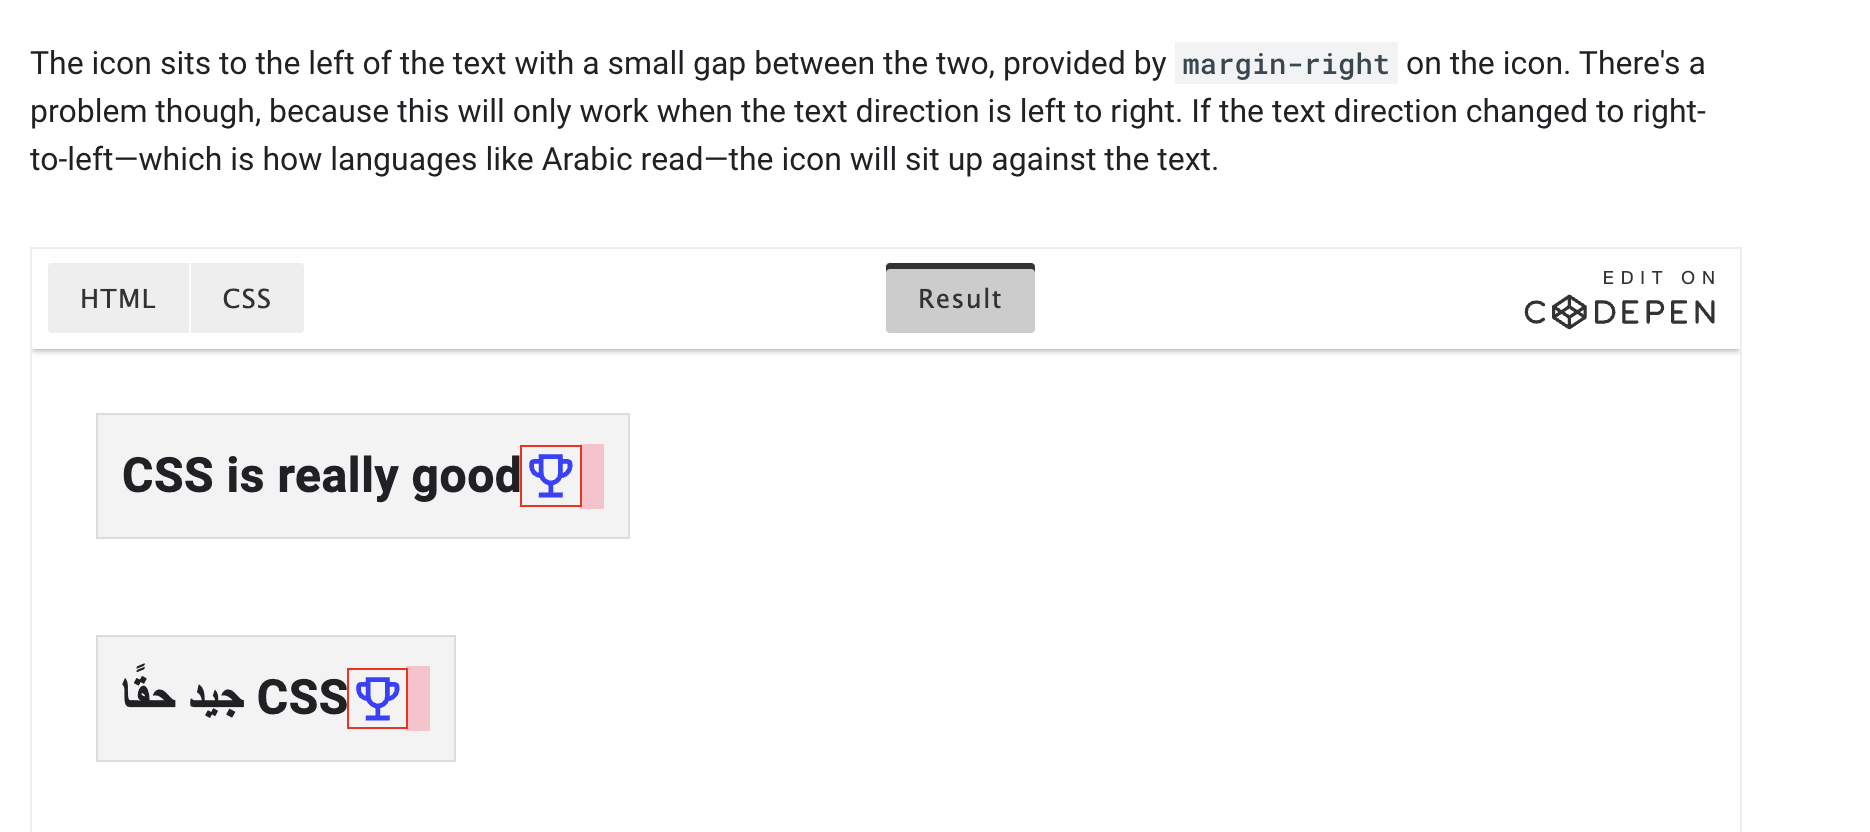 The icon sits to the left of the text with a small gap between the two, provided by margin-right on the icon. There's a
problem though, because this will only work when the text direction is left to right. If the text direction changed to right-
to-left—which is how languages like Arabic read—the icon will sit up against the text.
HTML CSS Result EDIT ON
CODEPEN
CSS is really good
CSS جيد حقًا